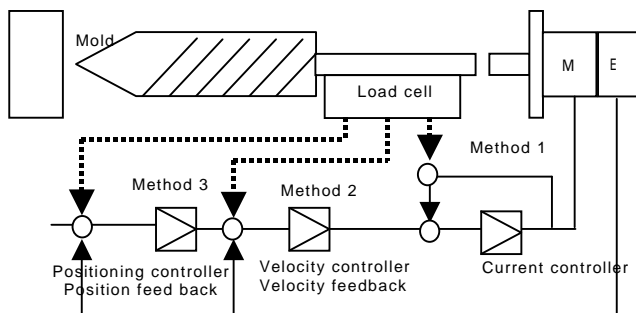 Mold
M
E
Load cell
Method 1
Method 3
Method 2
Positioning controller
Position feed back
Velocity controller
Velocity feedback
Current controller